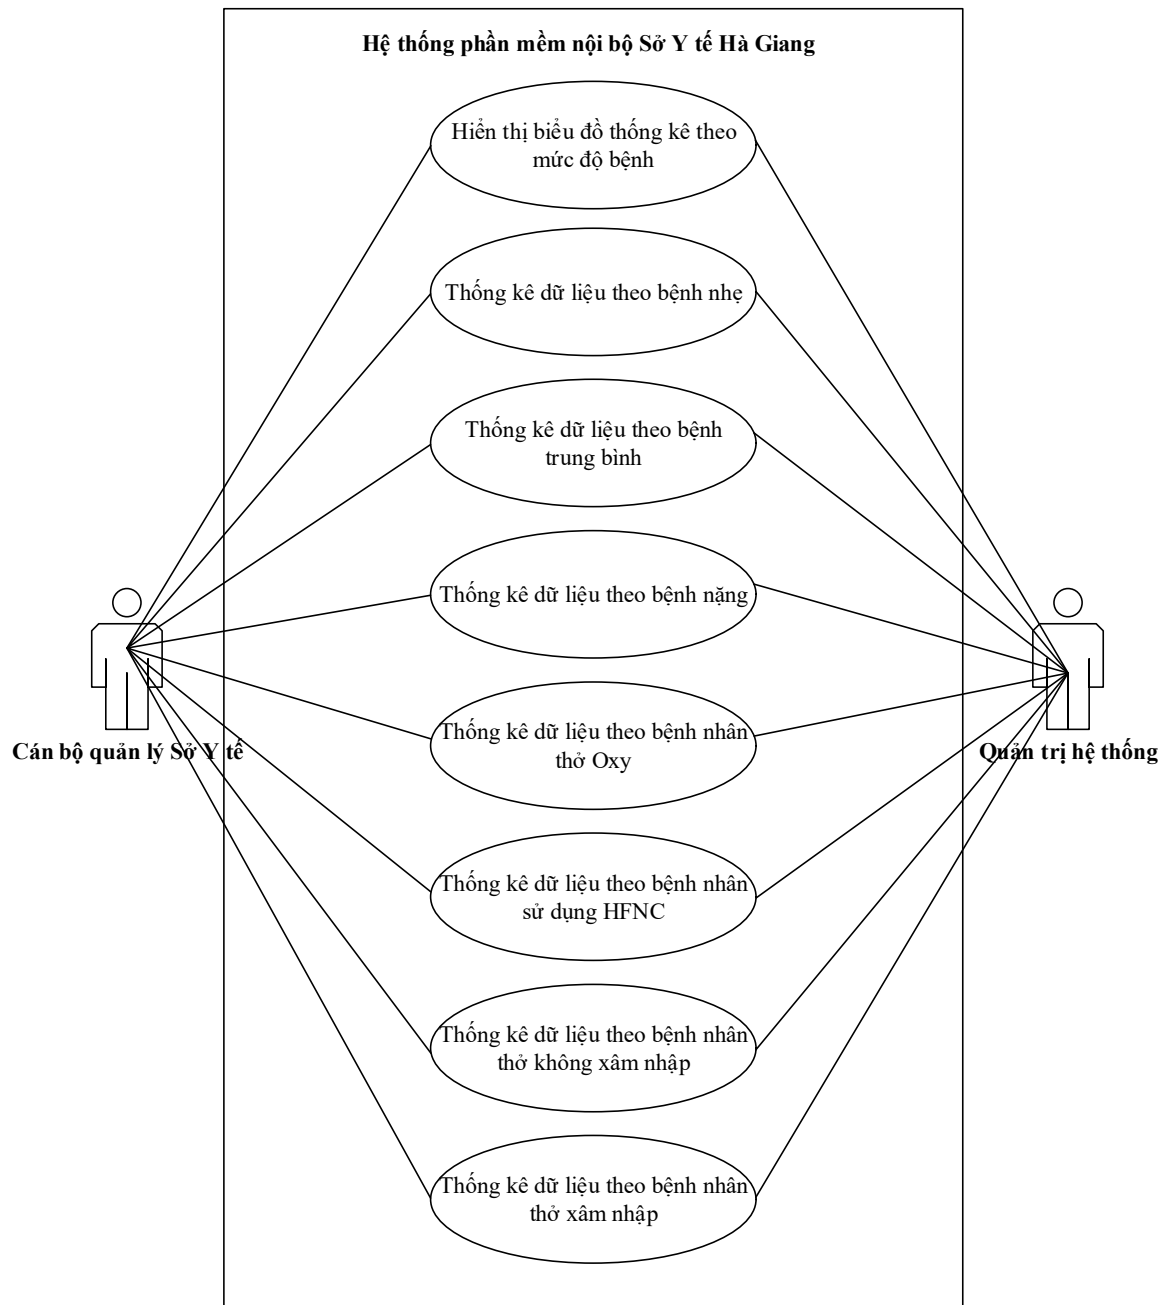 Hệ thống phần mềm nội bộ Sở Y tế Hà Giang
Hiển thị biểu đồ thống kê theo
mức độ bệnh
Thống kê dữ liệu theo bệnh nhẹ
Thống kê dữ liệu theo bệnh
trung bình
Thống kê dữ liệu theo bệnh nặng
Thống kê dữ liệu theo bệnh nhân
thở Oxy
Cán bộ quản lý Sở Y tế
Quản trị hệ thống
Thống kê dữ liệu theo bệnh nhân
sử dụng HFNC
Thống kê dữ liệu theo bệnh nhân
thở không xâm nhập
Thống kê dữ liệu theo bệnh nhân
thở xâm nhập